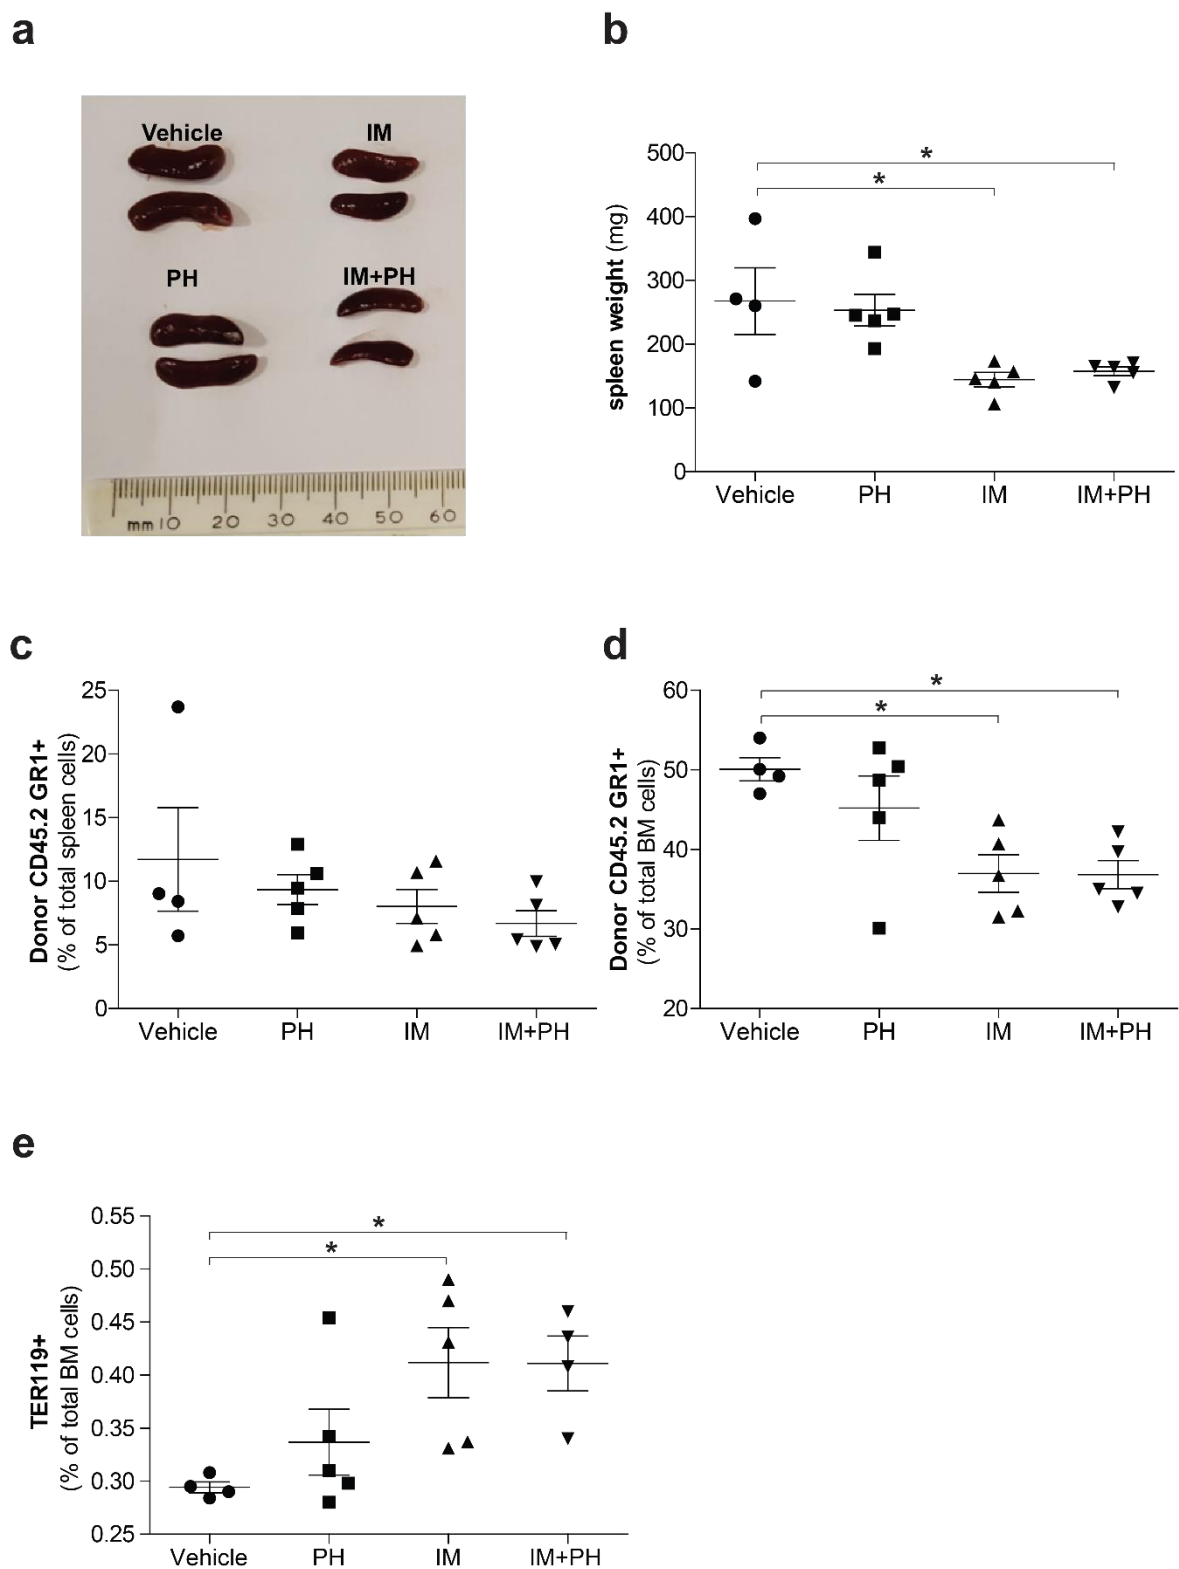 a
Vehicle
IM
PH
IM+PH
mm 10 20 30 40 50 60
b
spleen weight (mg)
500
400
300
200
100
0
*
*
Vehicle PH IM IM+PH
c
Donor CD45.2 GR1+
(% of total spleen cells)
25
20
15
10
5
0
Vehicle PH IM IM+PH
d
Donor CD45.2 GR1+
(% of total BM cells)
60
50
40
30
20
*
*
Vehicle PH IM IM+PH
e
TER119+
(% of total BM cells)
0.55
0.50
0.45
0.40
0.35
0.30
0.25
*
*
Vehicle PH IM IM+PH